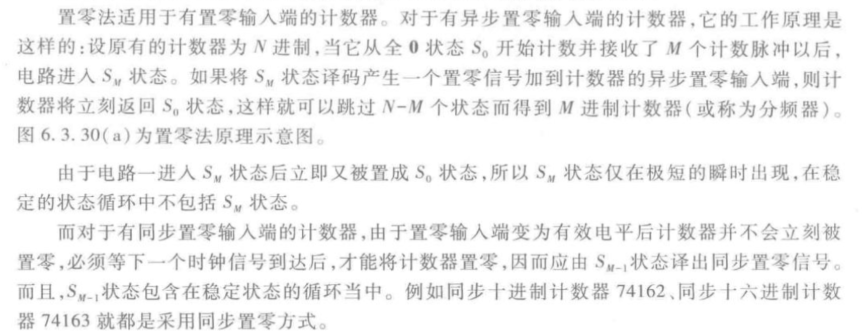 置零法适用于有置零输入端的计数器。对于有异步置零输入端的计数器,它的工作原理是
这样的:设原有的计数器为 N 进制,当它从全 0 状态 S₀ 开始计数并接收了 M 个计数脉冲以后,
电路进入 S_M 状态。如果将 S_M 状态译码产生一个置零信号加到计数器的异步置零输入端,则计
数器将立刻返回 S₀ 状态,这样就可以跳过 N-M 个状态而得到 M 进制计数器(或称为分频器)。
图 6.3.30(a)为置零法原理示意图。
由于电路一进入 S_M 状态后立即又被置成 S₀ 状态,所以 S_M 状态仅在极短的瞬时出现,在稳
定的状态循环中不包括 S_M 状态。
而对于有同步置零输入端的计数器,由于置零输入端变为有效电平后计数器并不会立刻被
置零,必须等下一个时钟信号到达后,才能将计数器置零,因而应由 S_{M-1}状态译出同步置零信号。
而且,S_{M-1}状态包含在稳定状态的循环当中。例如同步十进制计数器 74162、同步十六进制计数
器 74163 就都是采用同步置零方式。